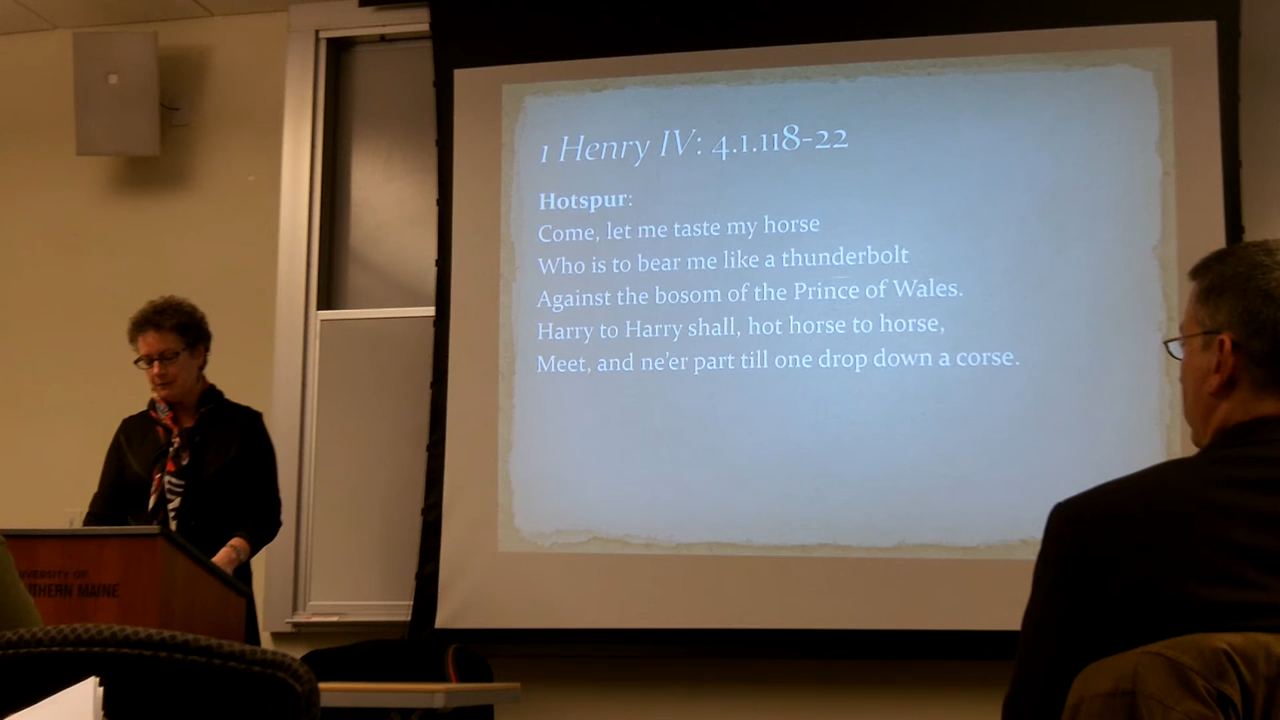 1 Henry IV: 4.1.118-22
Hotspur:
Come, let me taste my horse
Who is to bear me like a thunderbolt
Against the bosom of the Prince of Wales.
Harry to Harry shall, hot horse to horse,
Meet, and ne'er part till one drop down a corse.
NIVERSITY OF
UTHERN MAINE